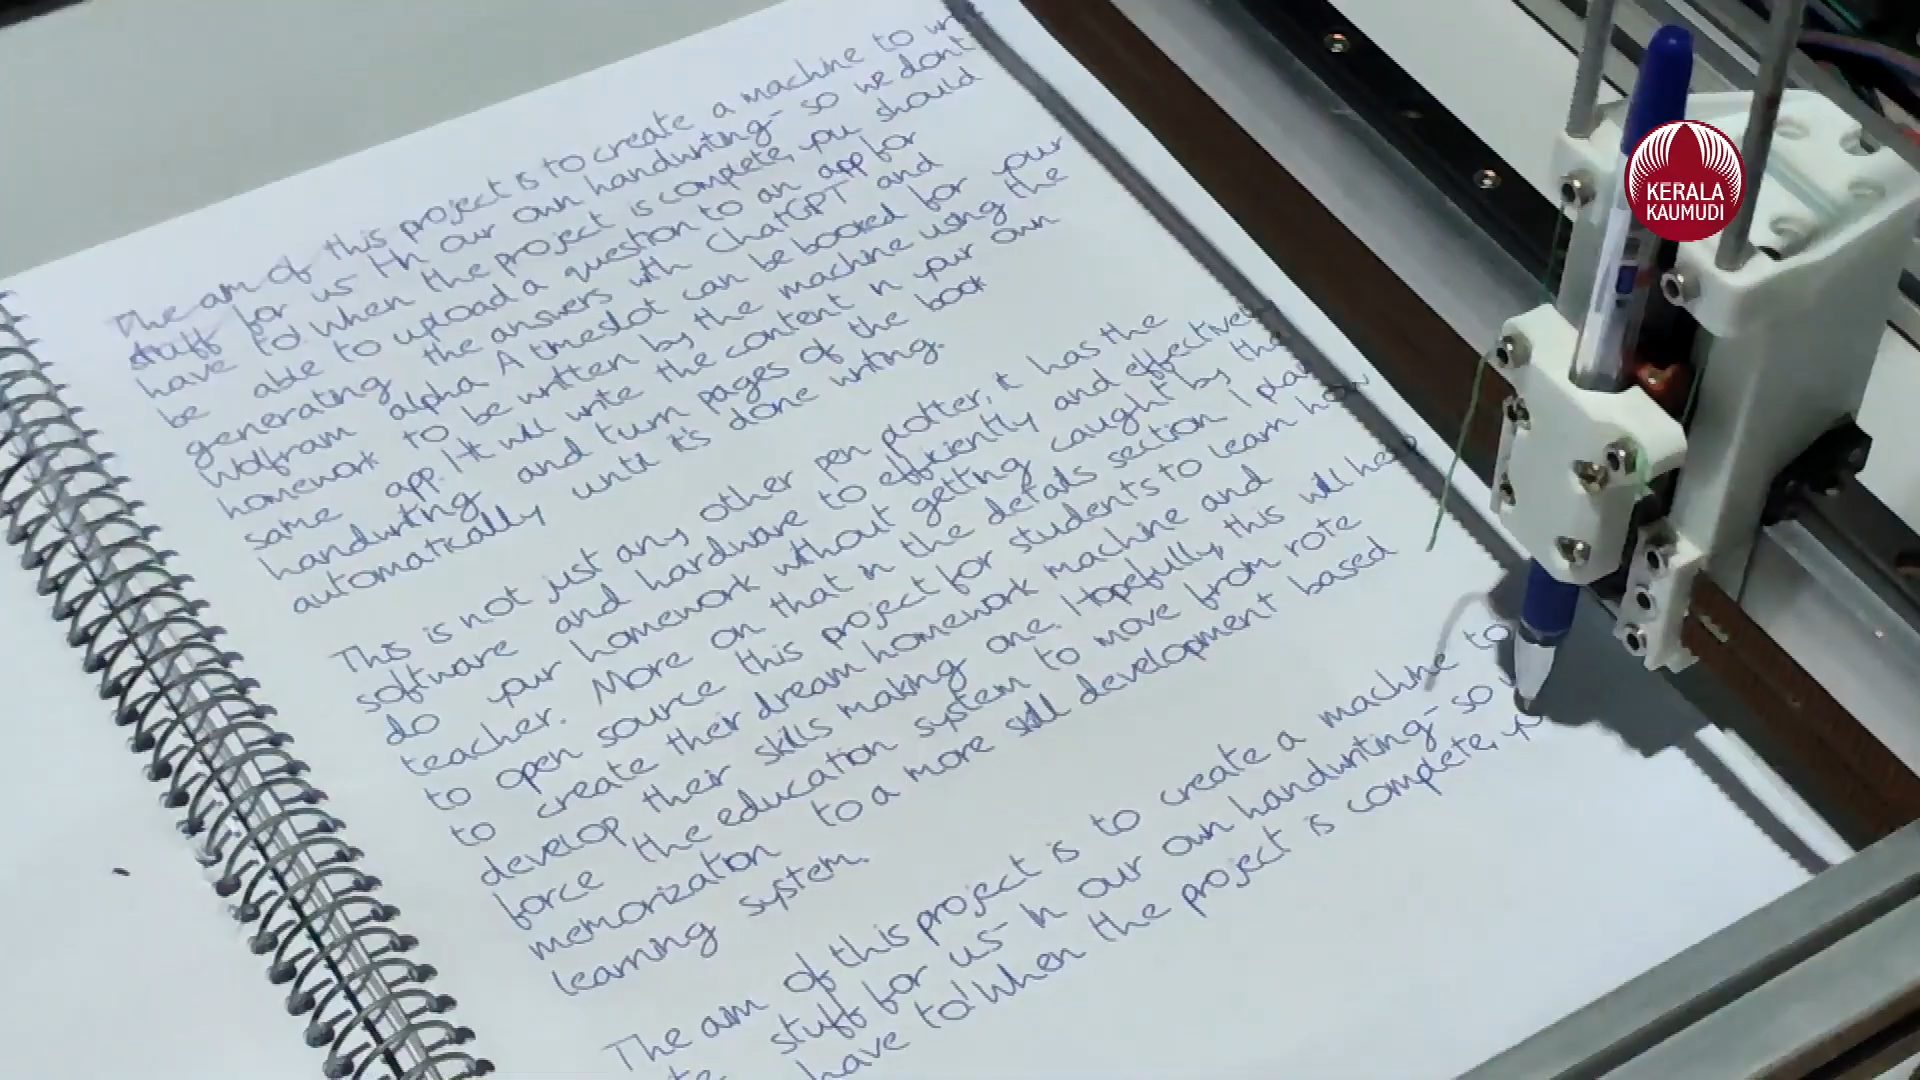 The aim of this project is to create a machine to
stuff for us - in our own handwriting - so we dont
have to! When the project is complete, you should
be able to upload a question to an app for
generating the answers with ChatGPT and
Wolfram alpha A timeslot can be booked for your
homework to be written by the machine using the
same app. It will write the content in your own
handwriting and turn pages of the book
automatically until it's done writing.
This is not just any other pen plotter, it has the
software and hardware to efficiently and effectively
do your homework without getting caught by the
teacher. More on that in the details section. I plan
to open source this project for students to learn how
to create their dream homework machine and
develop their skills making one. Hopefully, this will help
force the education system to move from rote
memorization to a more skill development based
learning system.
The aim of this project is to create a machine to
stuff for us - in our own handwriting - so
have to! When the project is complete,
KERALA
KAUMUDI